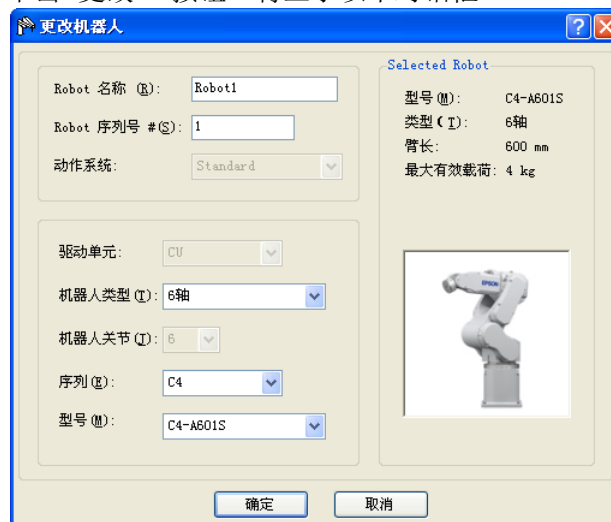 更改机器人
Robot 名称 (R): Robot1
Robot 序列号 #(S): 1
动作系统: Standard
驱动单元: CU
机器人类型(T): 6轴
机器人关节(J): 6
序列(E): C4
型号(M): C4-A601S
Selected Robot
型号(M): C4-A601S
类型(I): 6轴
臂长: 600 mm
最大有效载荷: 4 kg
EPSON
确定 取消